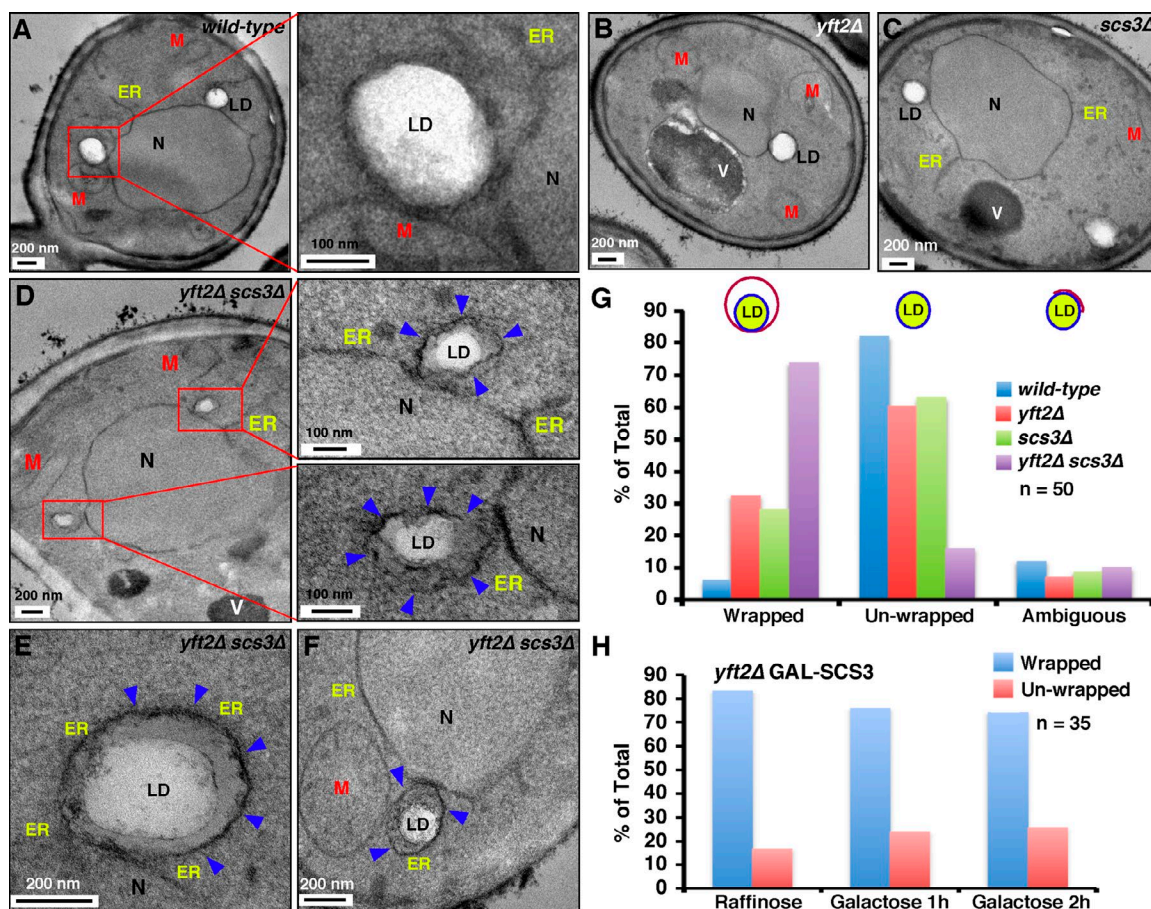 A
wild-type
M
ER
LD
N
M
200 nm
ER
LD
N
M
100 nm
B
yft2Δ
M
M
N
LD
V
M
200 nm
C
scs3Δ
N
LD
ER
M
ER
V
200 nm
D
yft2Δ scs3Δ
M
ER
M
N
V
200 nm
ER
LD
N
ER
100 nm
LD
N
ER
100 nm
E
yft2Δ scs3Δ
ER
ER
LD
ER
ER
N
200 nm
F
yft2Δ scs3Δ
ER
N
M
LD
ER
200 nm
G
LD
LD
LD
90
80
70
60
50
40
30
20
10
0
% of Total
wild-type
yft2Δ
scs3Δ
yft2Δ scs3Δ
n = 50
Wrapped
Un-wrapped
Ambiguous
H
yft2Δ GAL-SCS3
90
80
70
60
50
40
30
20
10
0
% of Total
Wrapped
Un-wrapped
n = 35
Raffinose
Galactose 1h
Galactose 2h